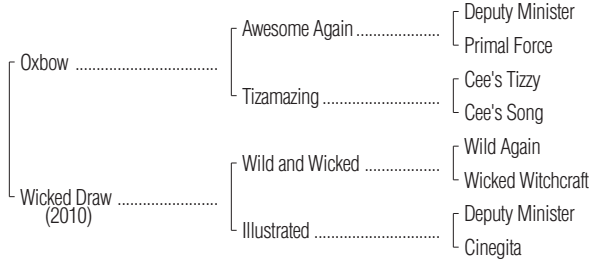 Deputy Minister
Awesome Again ....................
Primal Force
Oxbow ..................................
Cee's Tizzy
Tizamazing ............................
Cee's Song
Wild Again
Wild and Wicked ...................
Wicked Witchcraft
Wicked Draw ........................
(2010)
Deputy Minister
Illustrated ..............................
Cinegita